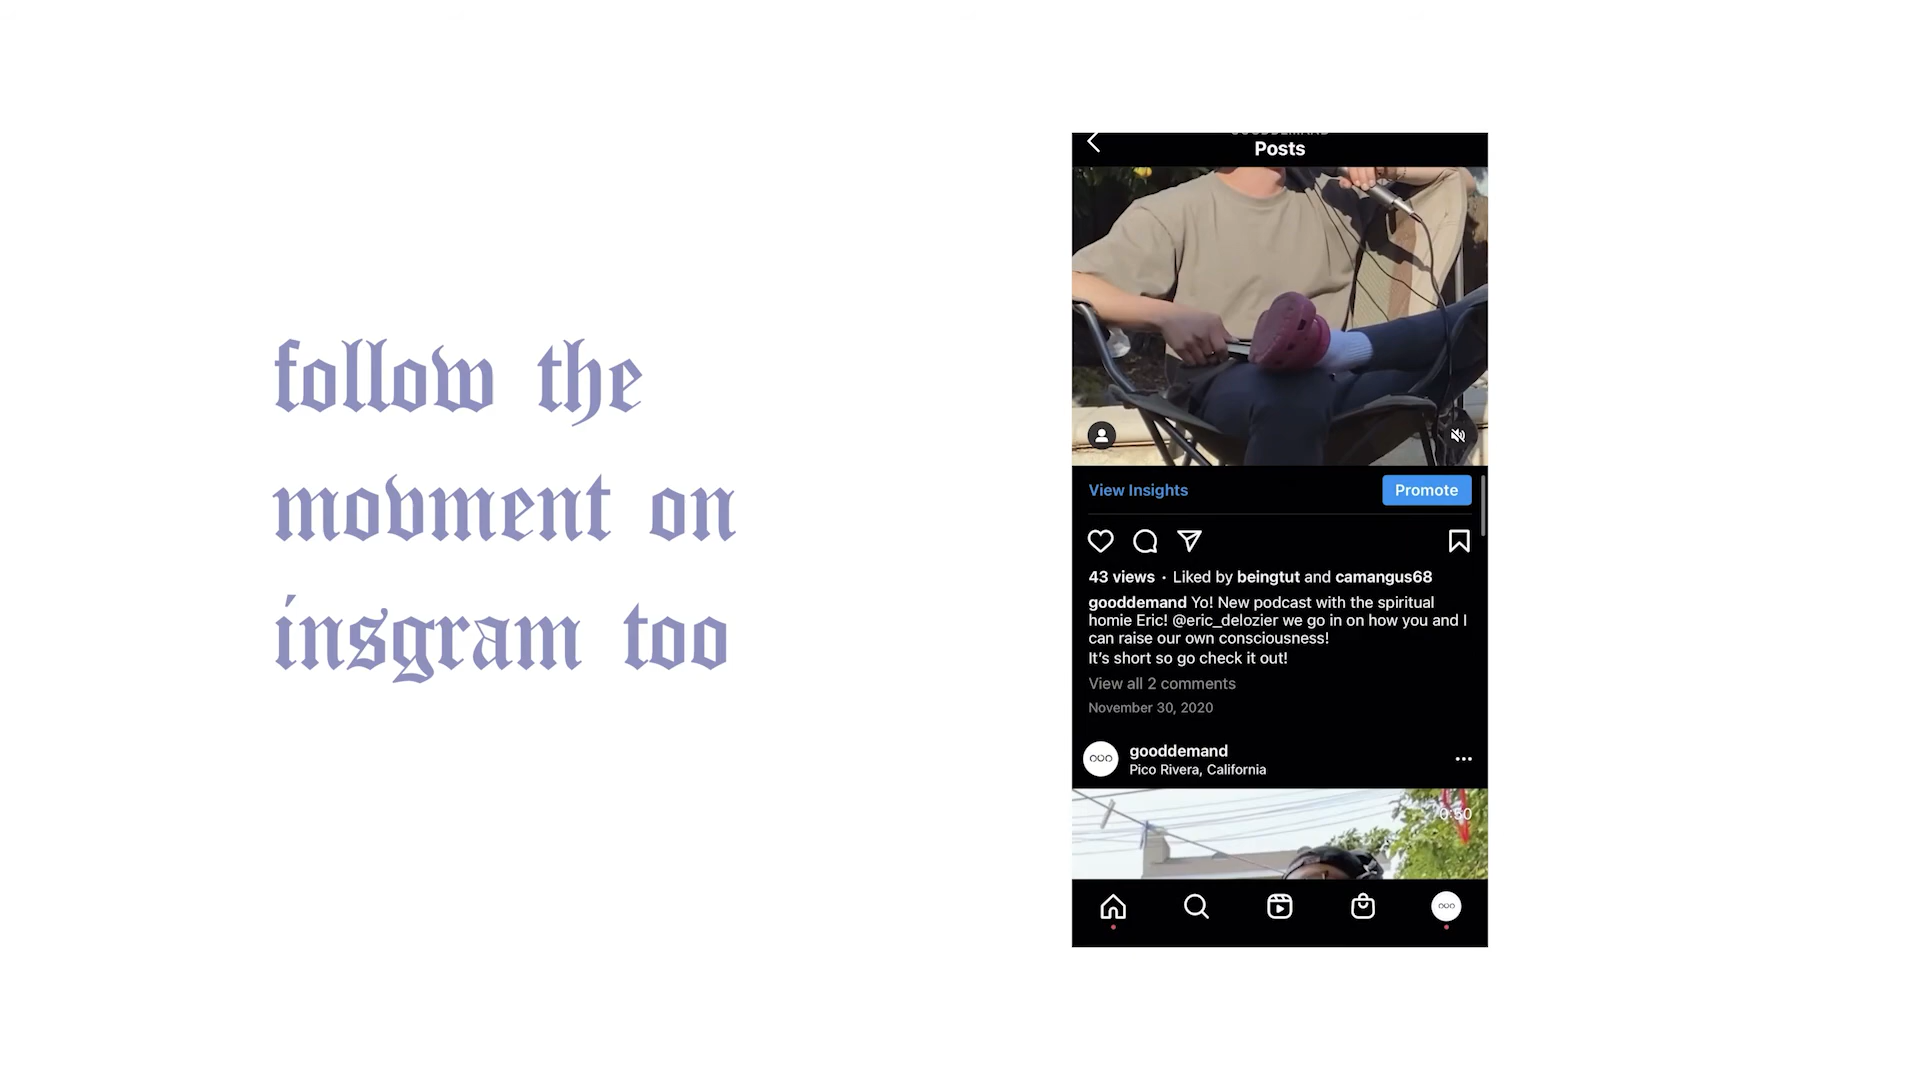 follow the
movment on
insgram too
Posts
View Insights
Promote
43 views · Liked by beingtut and camangus68
gooddemand Yo! New podcast with the spiritual
homie Eric! @eric_delozier we go in on how you and I
can raise our own consciousness!
It's short so go check it out!
View all 2 comments
November 30, 2020
gooddemand
Pico Rivera, California
0:50